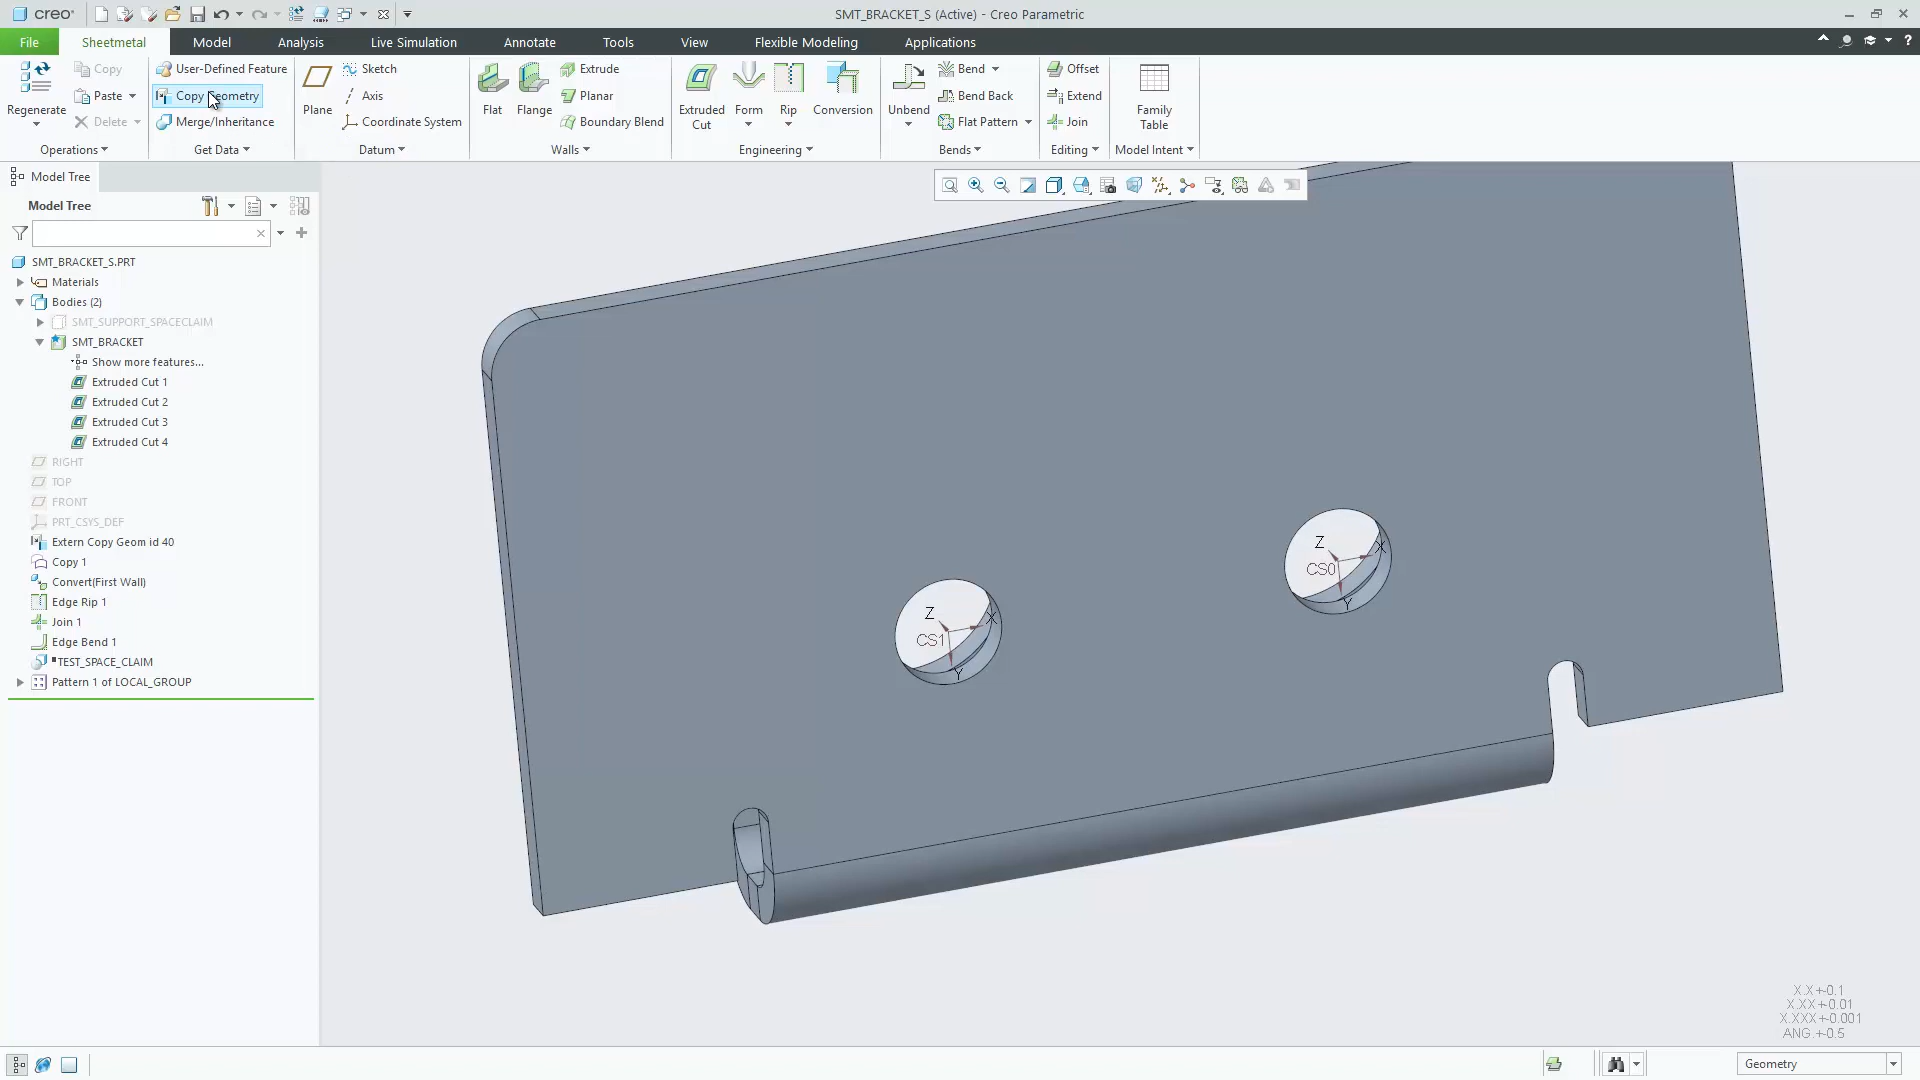 creo
SMT_BRACKET_S (Active) - Creo Parametric
File
Sheetmetal
Model
Analysis
Live Simulation
Annotate
Tools
View
Flexible Modeling
Applications
Regenerate
Copy
Paste
Delete
Operations
User-Defined Feature
Copy Geometry
Merge/Inheritance
Get Data
Plane
Sketch
Axis
Coordinate System
Datum
Flat
Flange
Extrude
Planar
Boundary Blend
Walls
Extruded
Cut
Form
Rip
Conversion
Engineering
Unbend
Bend
Bend Back
Flat Pattern
Bends
Offset
Extend
Join
Editing
Family
Table
Model Intent
Model Tree
Model Tree
SMT_BRACKET_S.PRT
Materials
Bodies (2)
SMT_SUPPORT_SPACECLAIM
SMT_BRACKET
Show more features...
Extruded Cut 1
Extruded Cut 2
Extruded Cut 3
Extruded Cut 4
RIGHT
TOP
FRONT
PRT_CSYS_DEF
Extern Copy Geom id 40
Copy 1
Convert(First Wall)
Edge Rip 1
Join 1
Edge Bend 1
TEST_SPACE_CLAIM
Pattern 1 of LOCAL_GROUP
Z
X
CS0
Y
Z
X
CS1
Y
X.X+-0.1
X.XX+-0.01
X.XXX+-0.001
ANG.+-0.5
Geometry